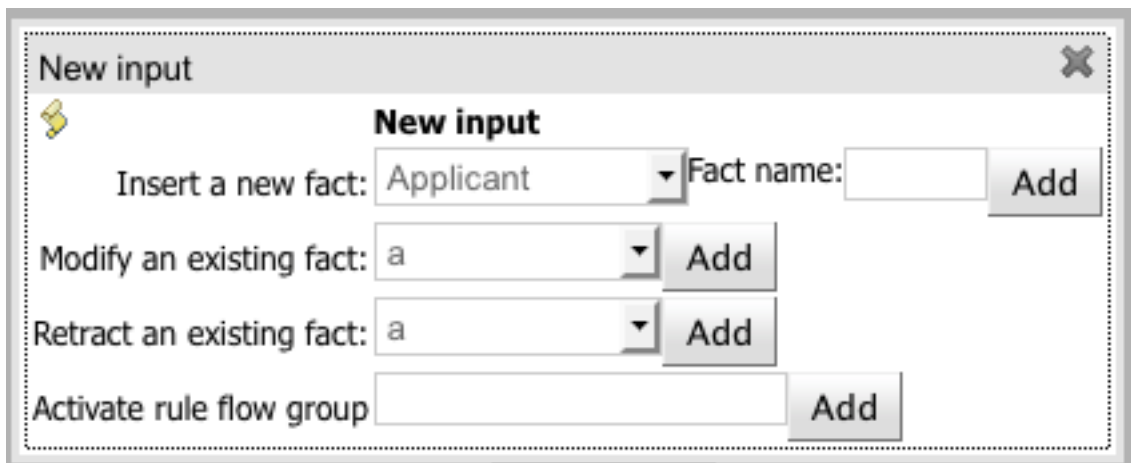 New input
New input
Insert a new fact: Applicant Fact name: Add
Modify an existing fact: a Add
Retract an existing fact: a Add
Activate rule flow group Add